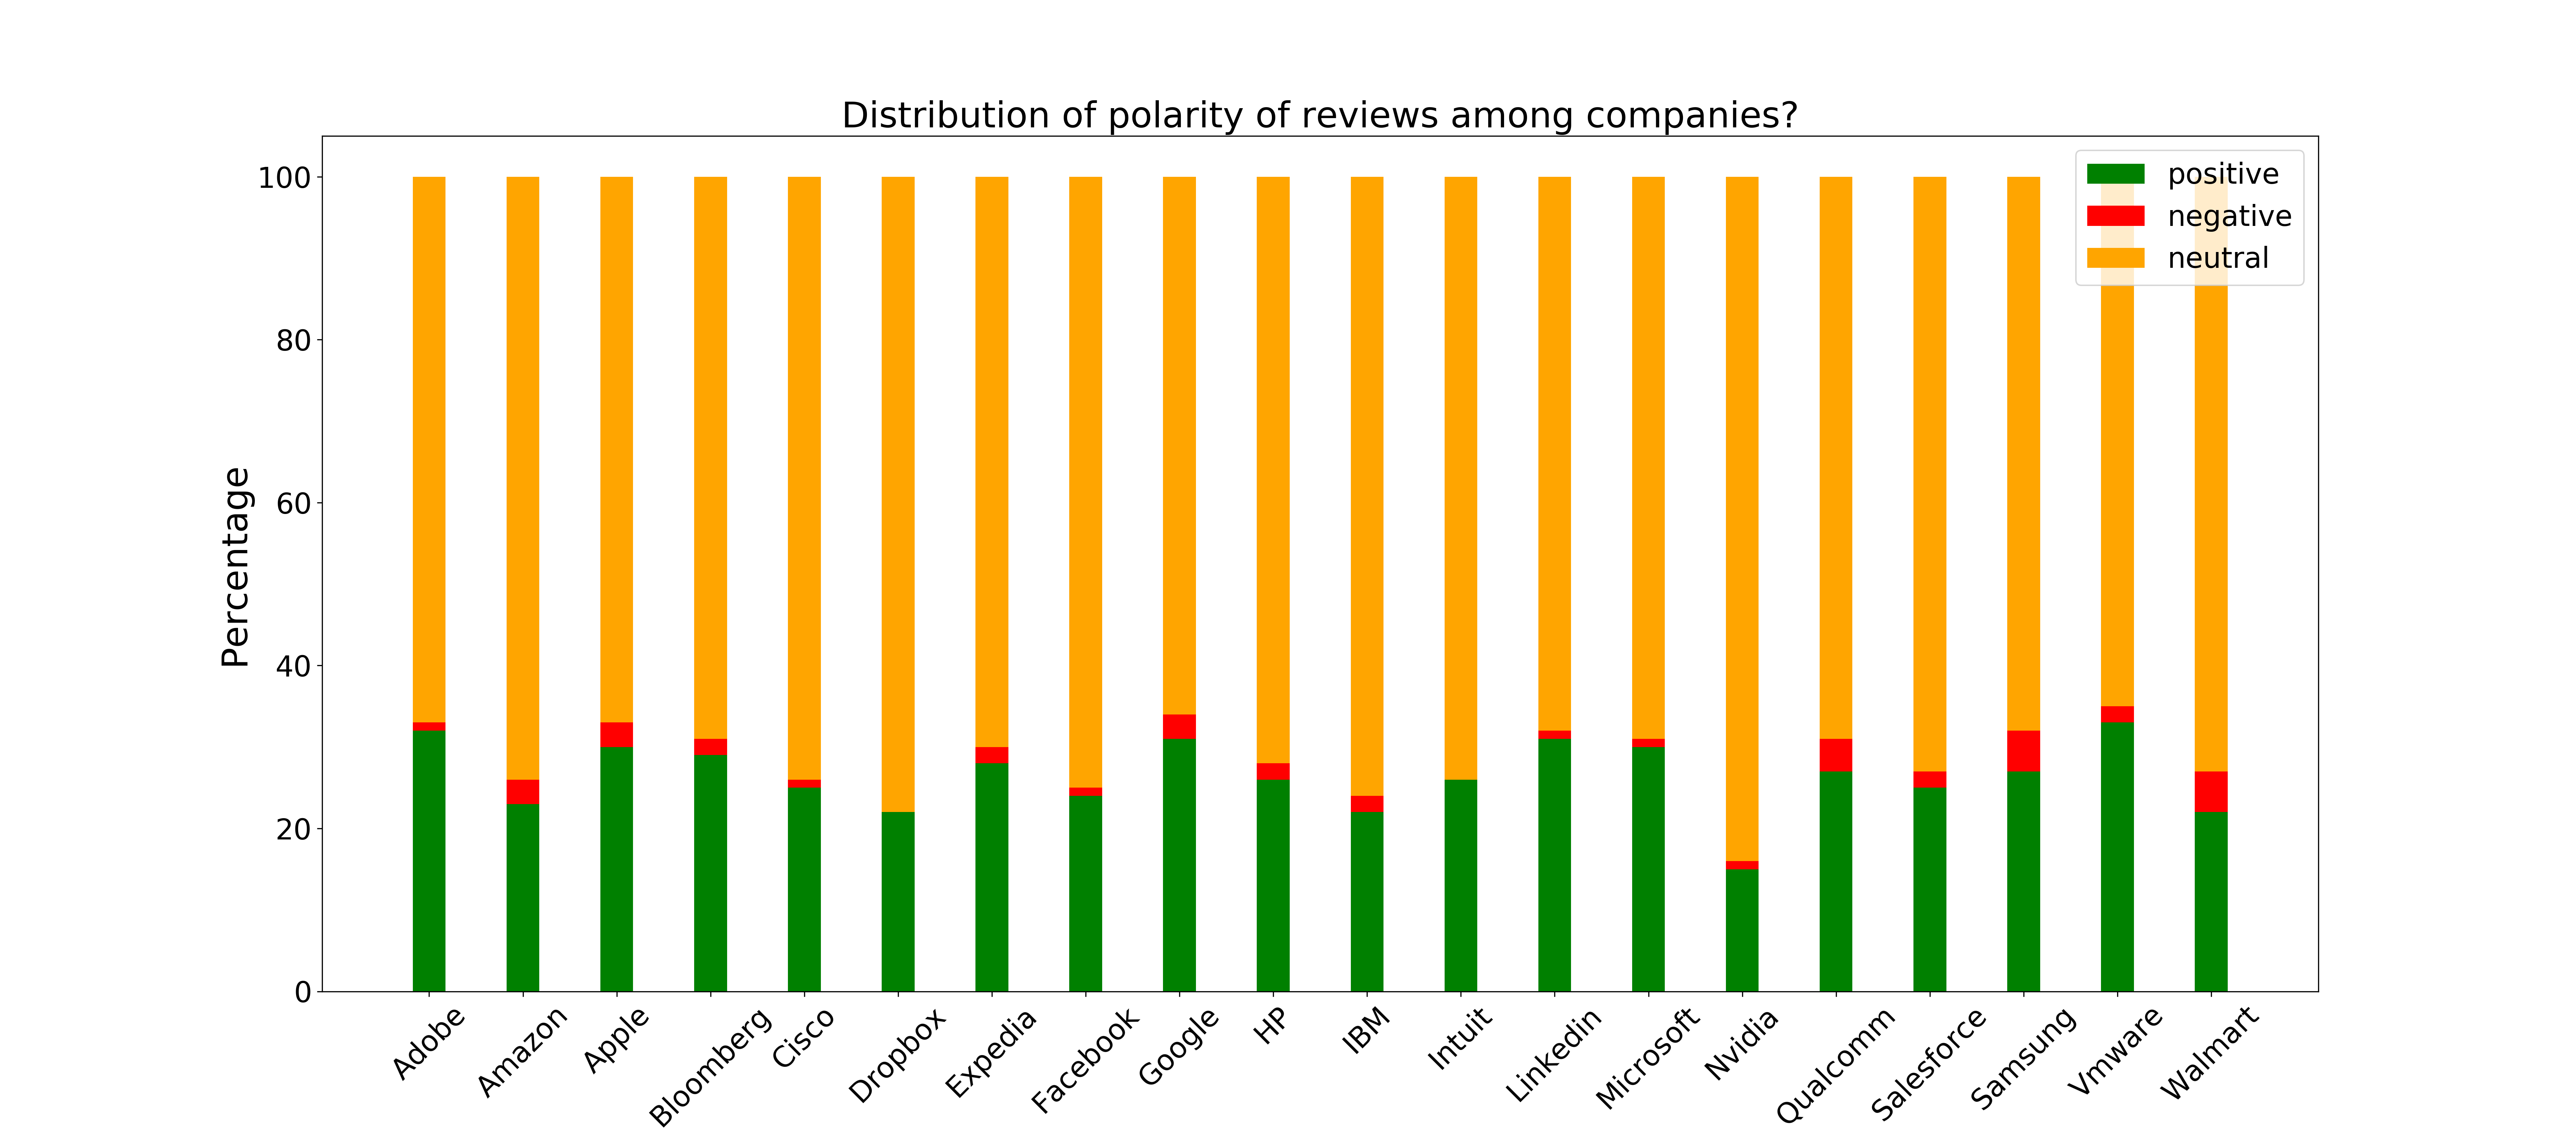 Distribution of polarity of reviews among companies?
positive
negative
neutral
Percentage
100
80
60
40
20
0
Adobe
Amazon
Apple
Bloomberg
Cisco
Dropbox
Expedia
Facebook
Google
HP
IBM
Intuit
Linkedin
Microsoft
Nvidia
Qualcomm
Salesforce
Samsung
Vmware
Walmart